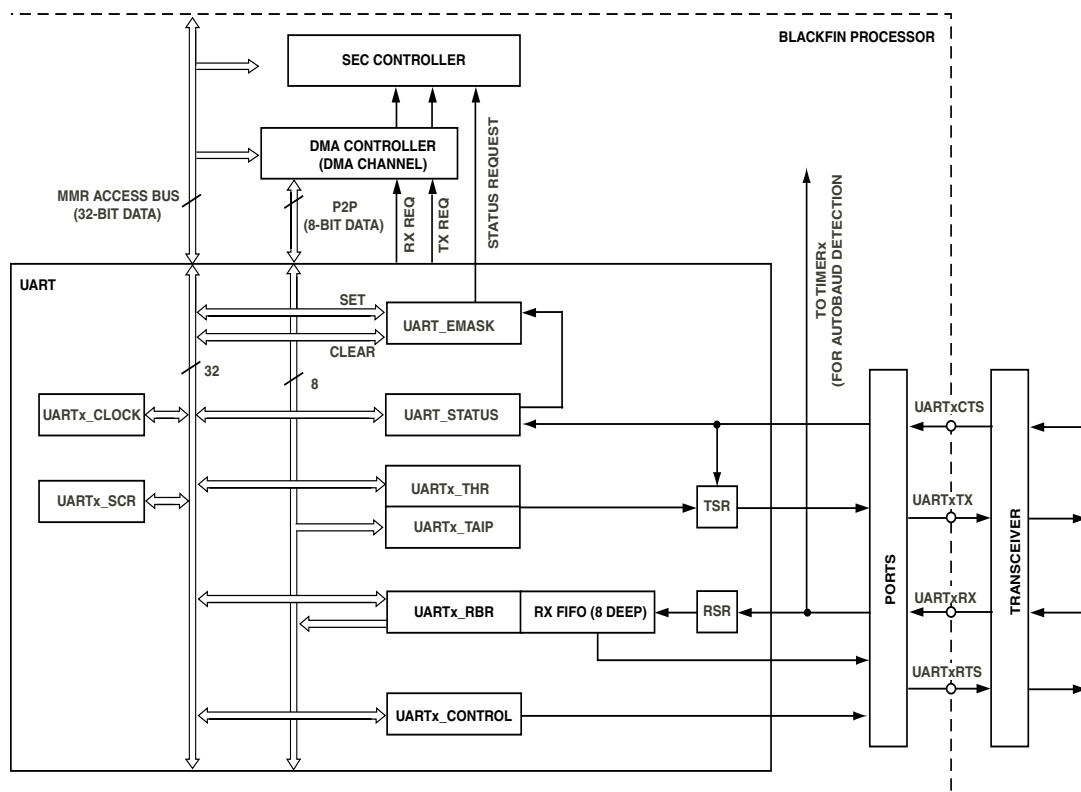 BLACKFIN PROCESSOR
SEC CONTROLLER
DMA CONTROLLER
(DMA CHANNEL)
MMR ACCESS BUS
(32-BIT DATA)
P2P
(8-BIT DATA)
RX REQ
TX REQ
STATUS REQUEST
TO TIMERx
(FOR AUTOBAUD DETECTION)
UART
SET
UART_EMASK
CLEAR
32
8
UARTx_CLOCK
UART_STATUS
UARTxCTS
UARTx_SCR
UARTx_THR
UARTx_TAIP
TSR
UARTxTX
PORTS
TRANSCEIVER
UARTx_RBR
RX FIFO (8 DEEP)
RSR
UARTxRX
UARTxRTS
UARTx_CONTROL